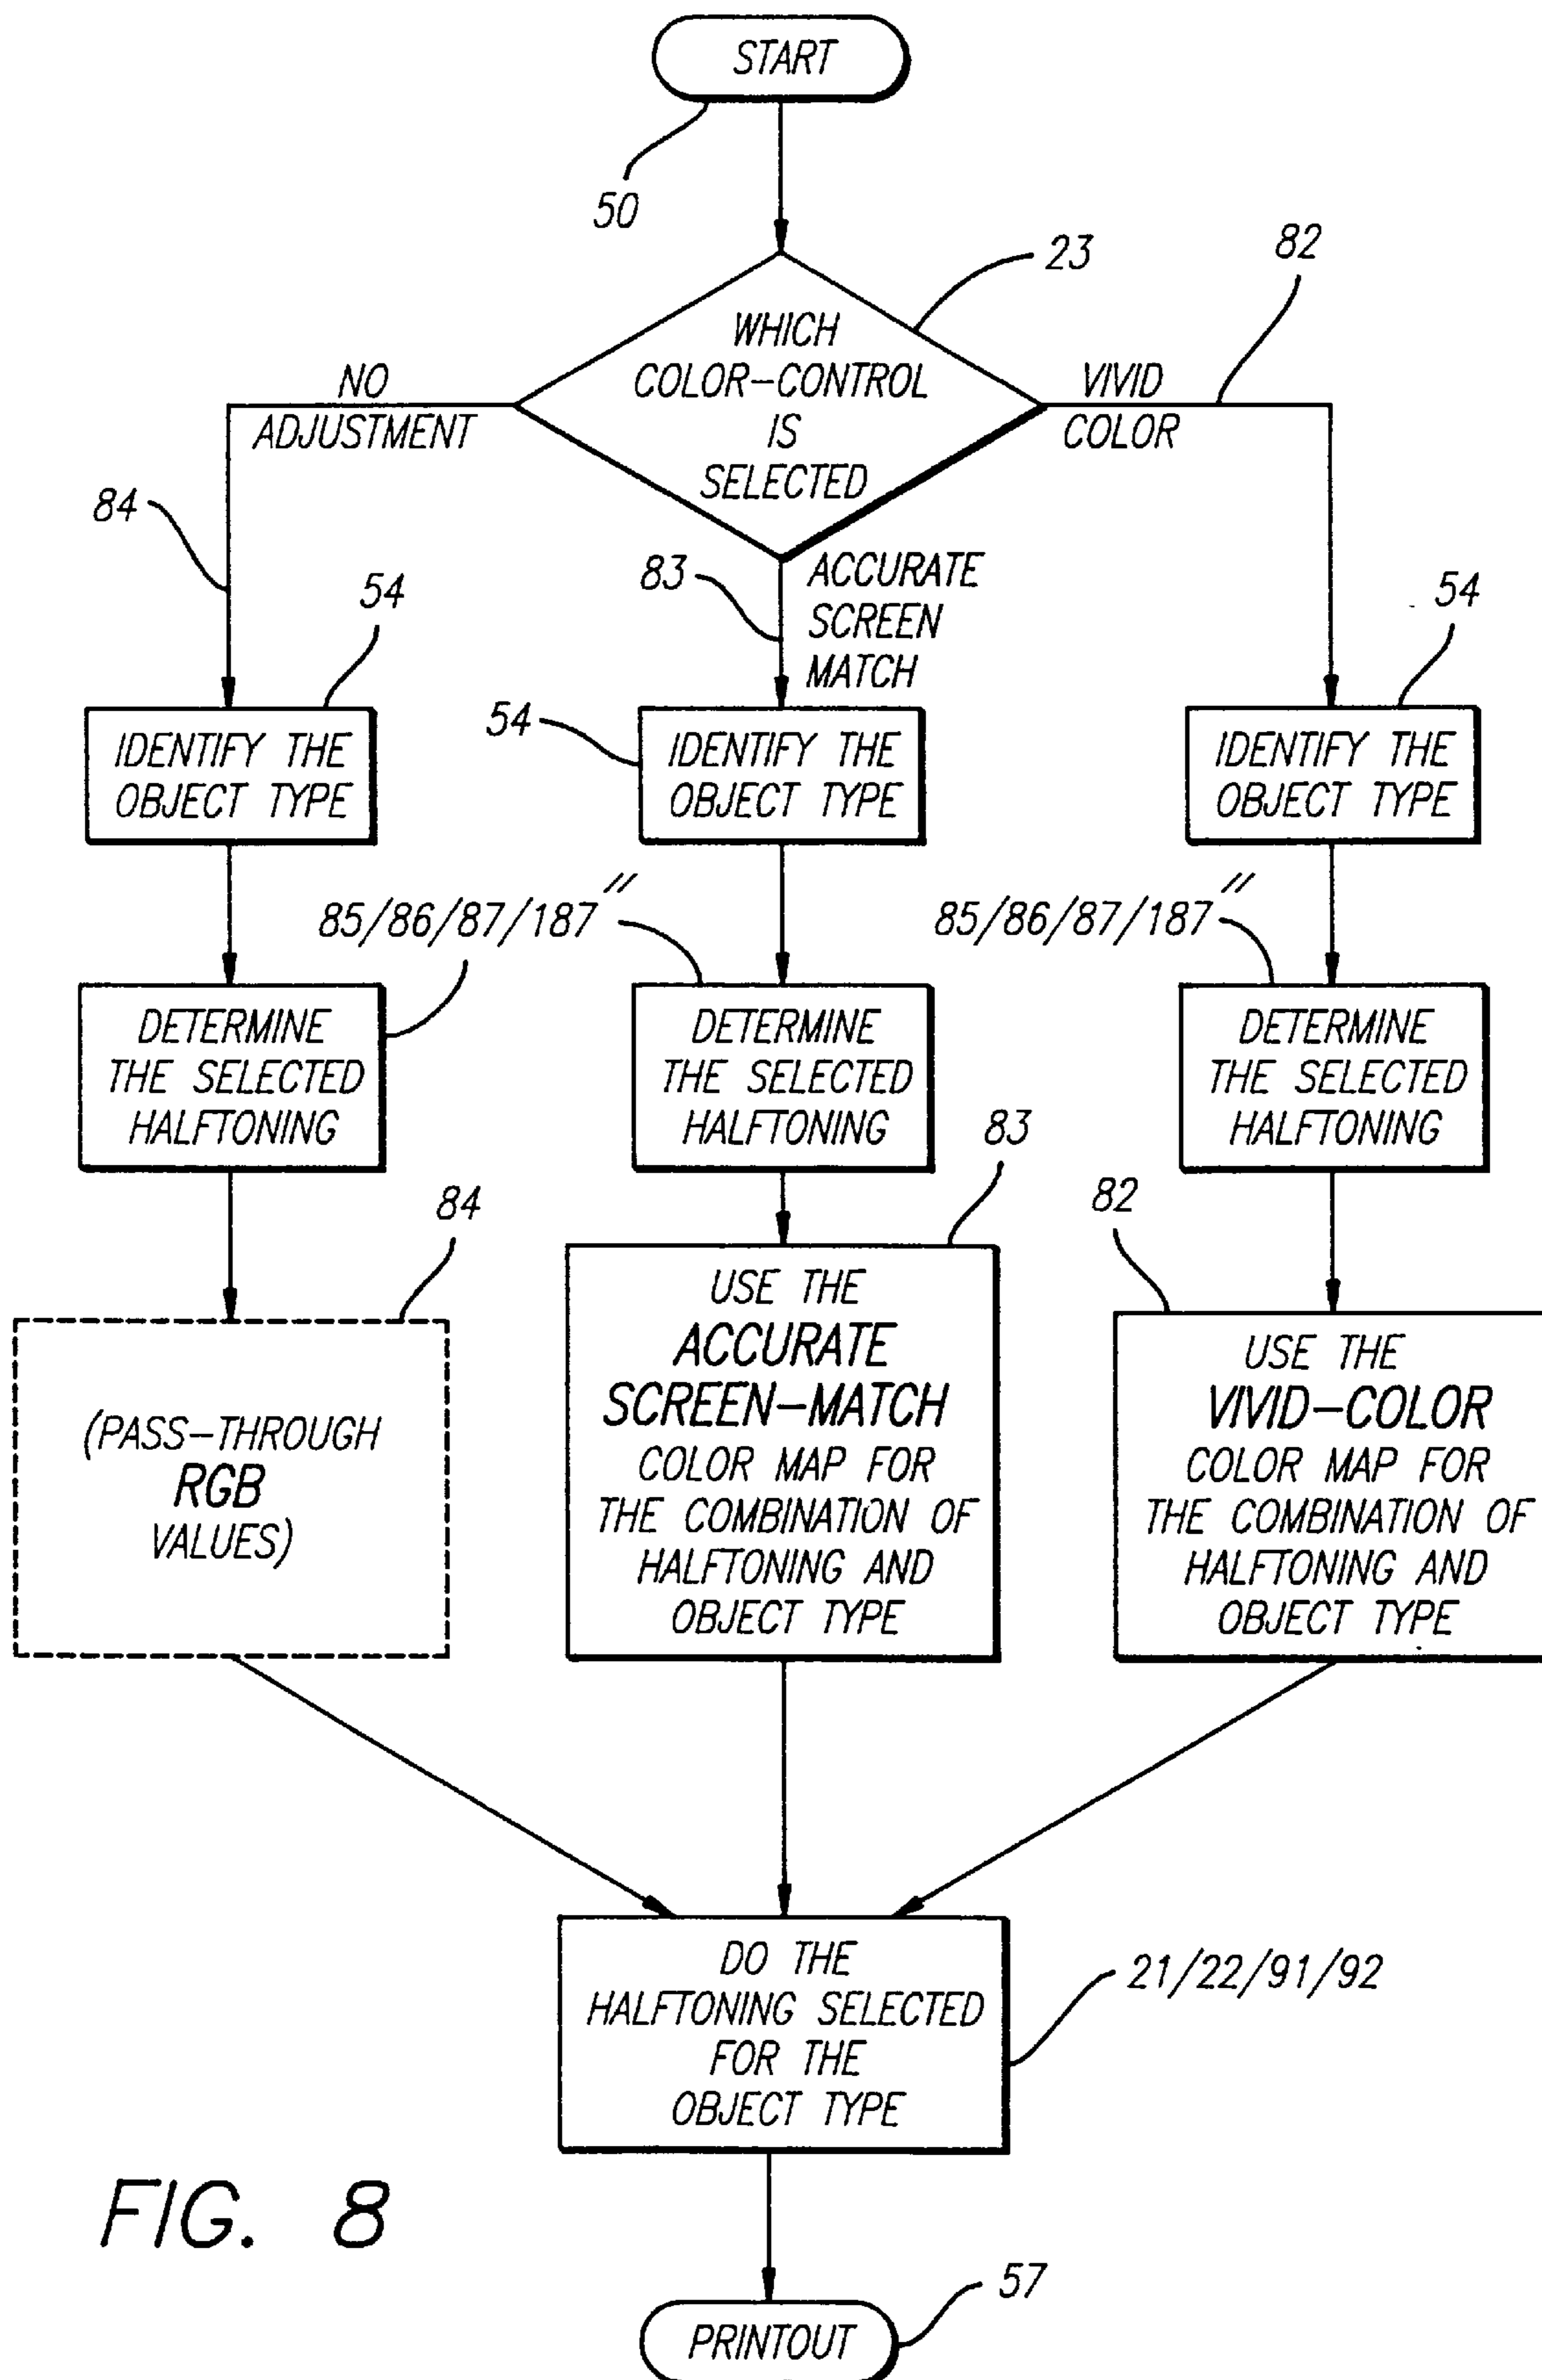 START
50
23
82
WHICH
COLOR-CONTROL
IS
SELECTED
NO
ADJUSTMENT
VIVID
COLOR
84
83
ACCURATE
SCREEN
MATCH
54
54
54
IDENTIFY THE
OBJECT TYPE
IDENTIFY THE
OBJECT TYPE
IDENTIFY THE
OBJECT TYPE
85/86/87/187"
85/86/87/187"
DETERMINE
THE SELECTED
HALFTONING
DETERMINE
THE SELECTED
HALFTONING
DETERMINE
THE SELECTED
HALFTONING
84
83
82
(PASS-THROUGH
RGB
VALUES)
USE THE
ACCURATE
SCREEN-MATCH
COLOR MAP FOR
THE COMBINATION OF
HALFTONING AND
OBJECT TYPE
USE THE
VIVID-COLOR
COLOR MAP FOR
THE COMBINATION OF
HALFTONING AND
OBJECT TYPE
DO THE
HALFTONING SELECTED
FOR THE
OBJECT TYPE
21/22/91/92
FIG. 8
57
PRINTOUT